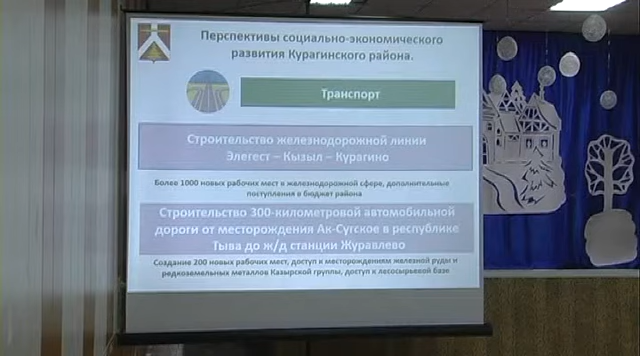 Перспективы социально-экономического
развития Курагинского района.
Транспорт
Строительство железнодорожной линии
Элегест – Кызыл – Курагино
Более 1000 новых рабочих мест в железнодорожной сфере, дополнительные
поступления в бюджет района
Строительство 300-километровой автомобильной
дороги от месторождения Ак-Сугское в республике
Тыва до ж/д станции Журавлево
Создание 200 новых рабочих мест, доступ к месторождениям железной руды и
редкоземельных металлов Казырской группы, доступ к лесосырьевой базе